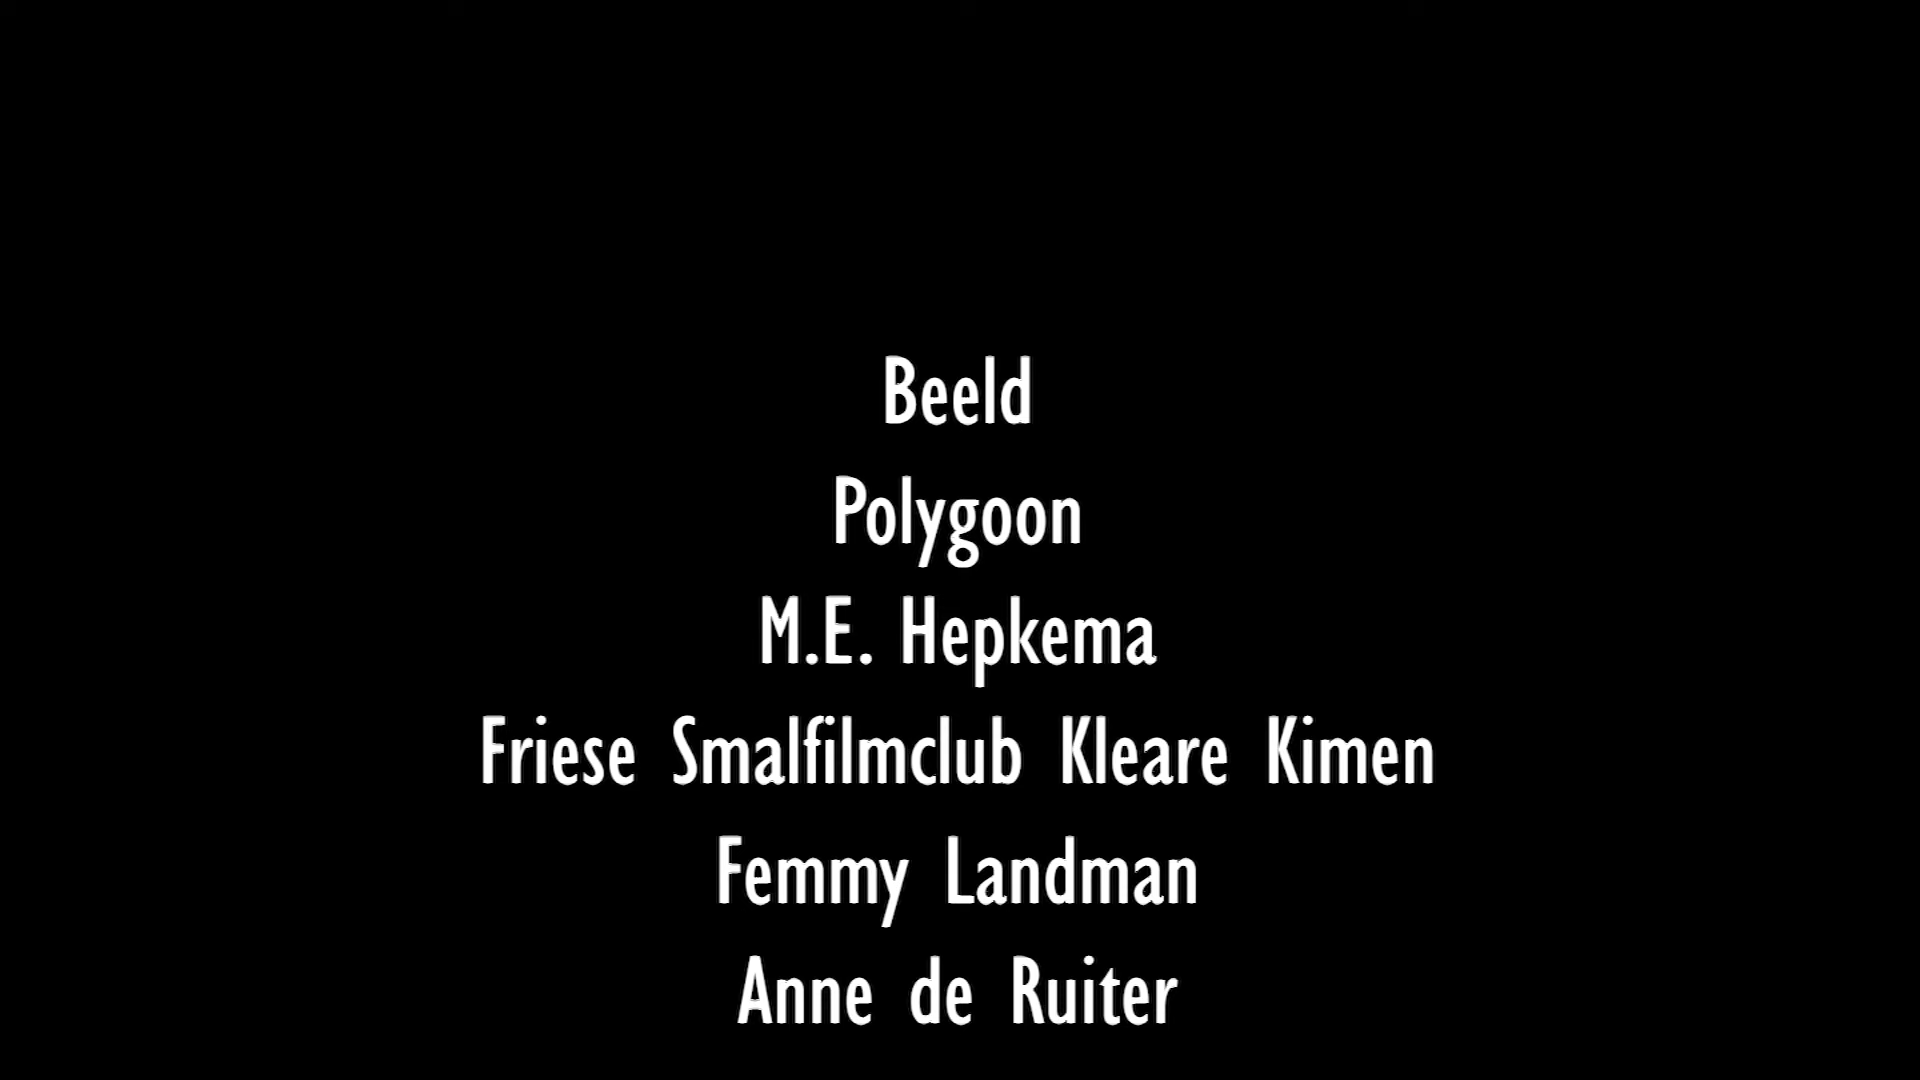 Beeld
Polygoon
M.E. Hepkema
Friese Smalfilmclub Kleare Kimen
Femmy Landman
Anne de Ruiter